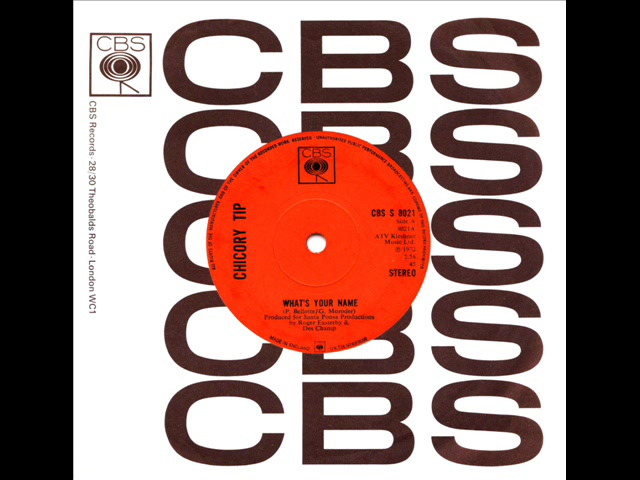 CBS
CBS
CBS Records · 28/30 Theobalds Road · London WC1
CBS
CBS
CBS
CBS
CBS
CHICORY TIP
CBS S 8021
Side A
ATV Kirshner
Music Ltd.
℗ 1972
45
STEREO
WHAT'S YOUR NAME
(P. Bellotte/G. Moroder)
Produced for Santa Ponsa Productions
by Roger Easterby &
Des Champ
MADE IN ENGLAND